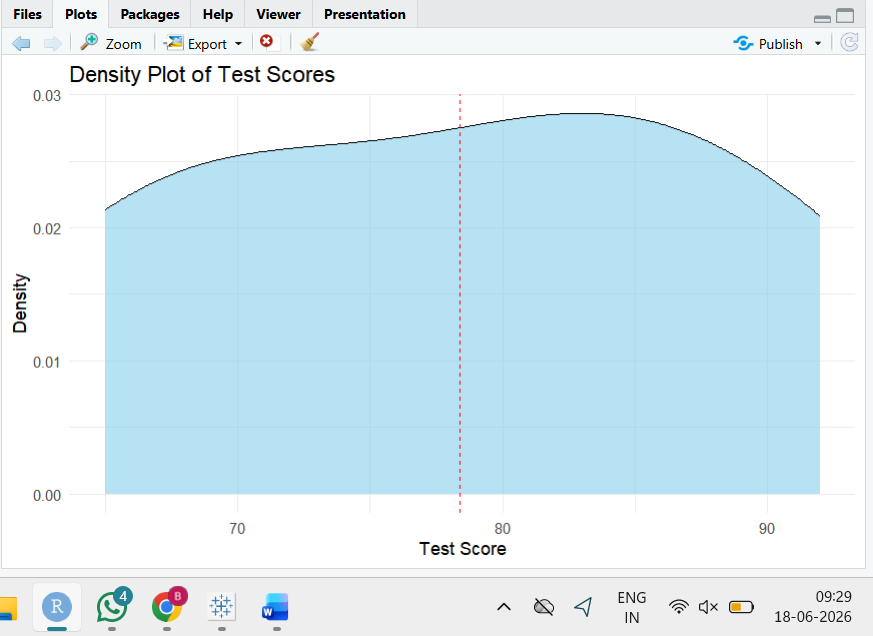 Files Plots Packages Help Viewer Presentation
Zoom Export Publish
Density Plot of Test Scores
0.03
0.02
0.01
0.00
Density
70 80 90
Test Score
R 4 B W
ENG
IN
09:29
18-06-2026